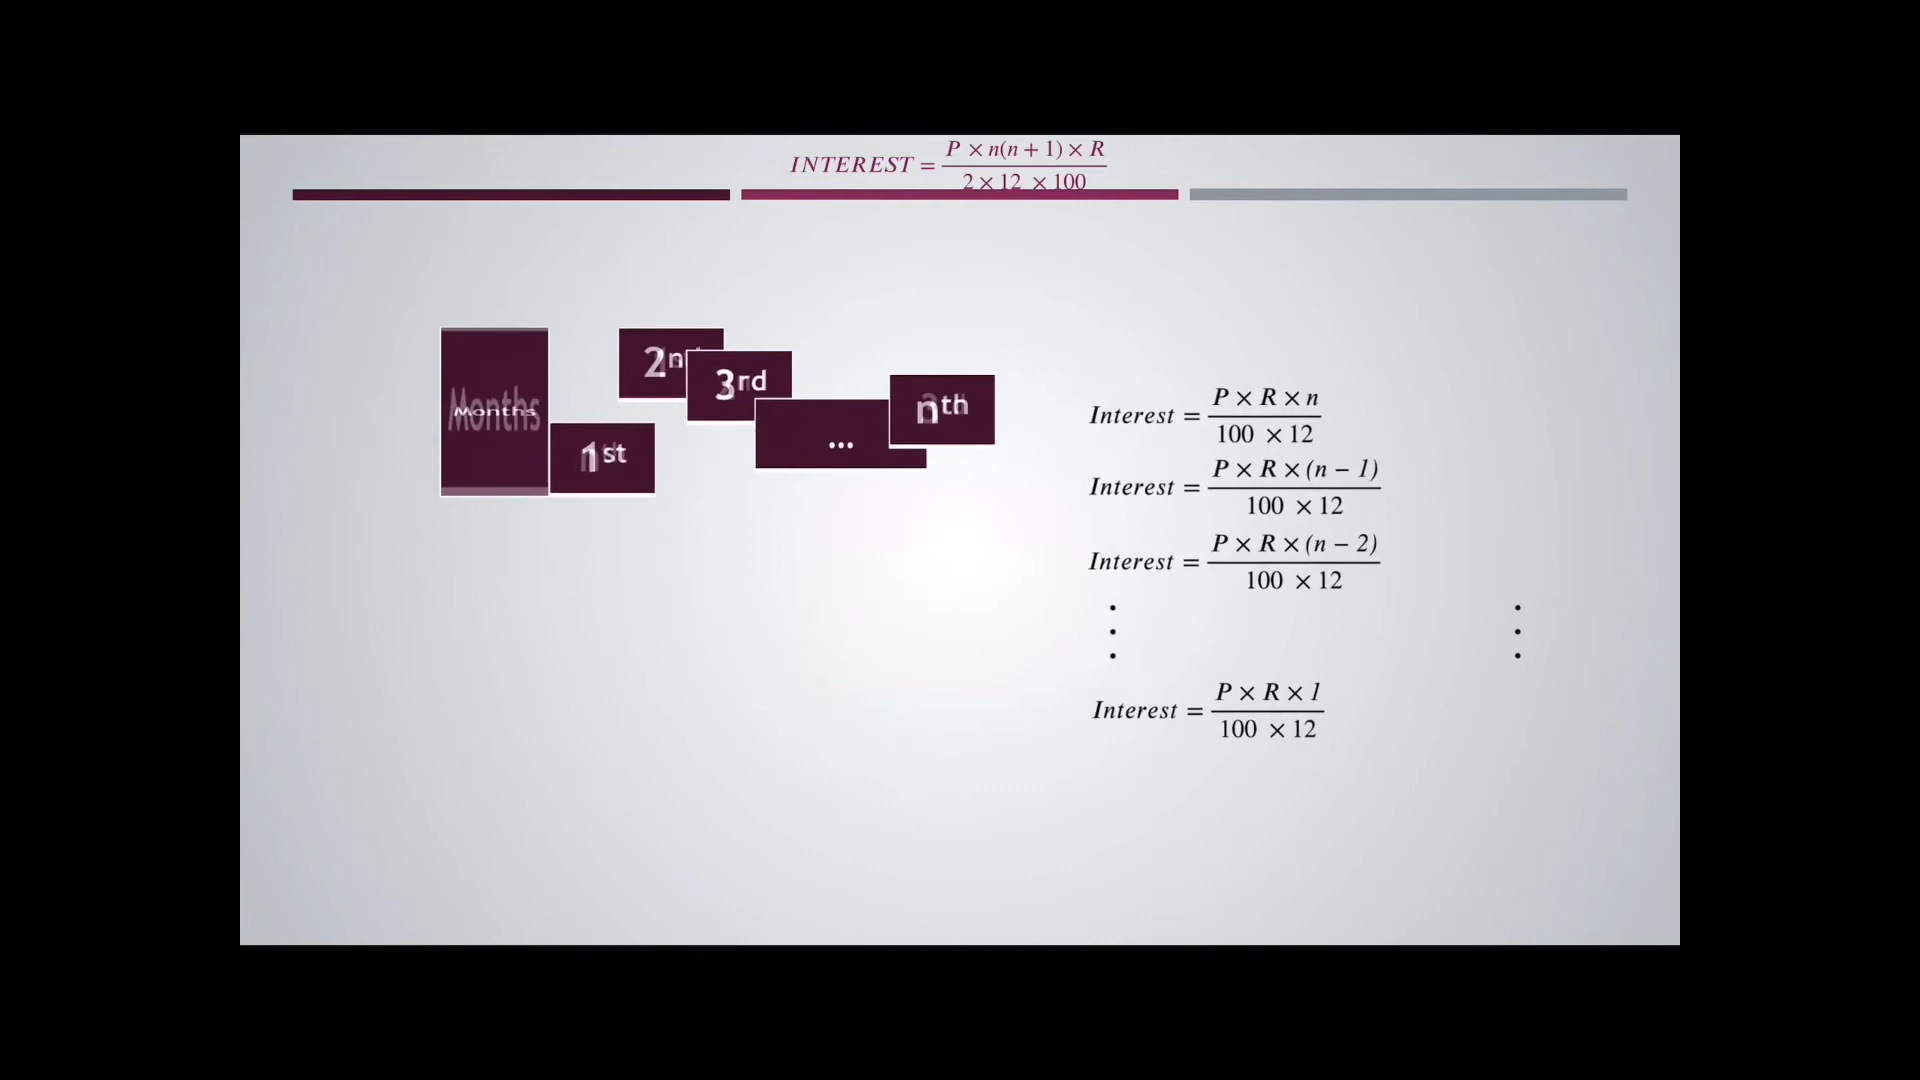 INTEREST = P × n(n + 1) × R / 2 × 12 × 100
Months
1st
2nd
3rd
...
nth
Interest = P × R × n / 100 × 12
Interest = P × R × (n − 1) / 100 × 12
Interest = P × R × (n − 2) / 100 × 12
Interest = P × R × 1 / 100 × 12